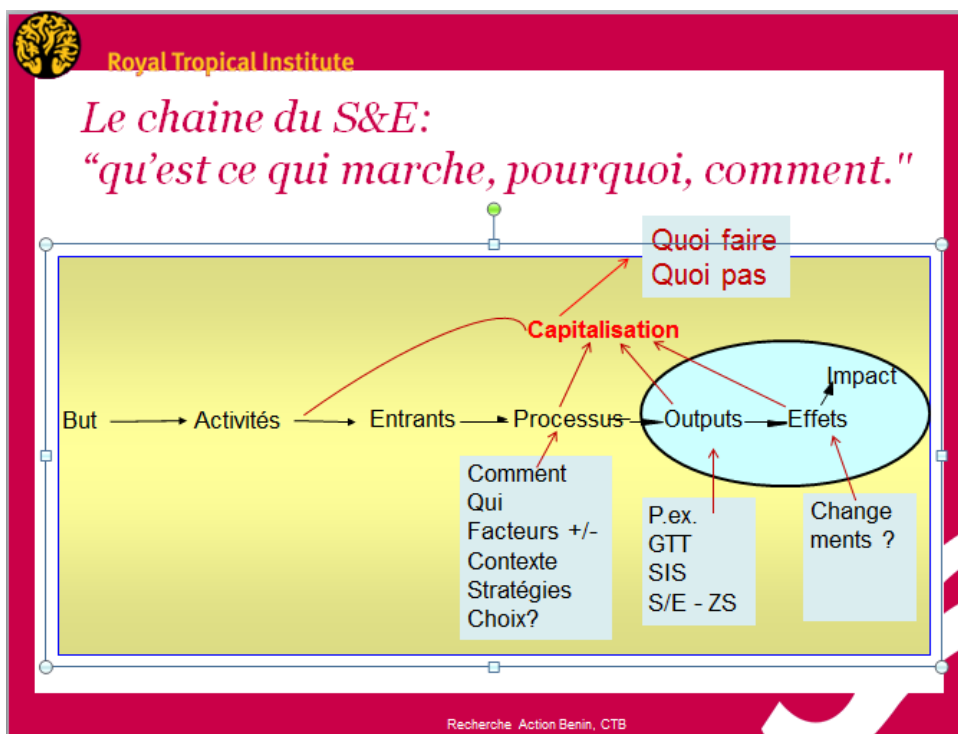 Royal Tropical Institute
Le chaine du S&E:
“qu’est ce qui marche, pourquoi, comment."
Quoi faire
Quoi pas
Capitalisation
Impact
But
Activités
Entrants
Processus
Outputs
Effets
Comment
Qui
Facteurs +/-
Contexte
Stratégies
Choix?
P.ex.
GTT
SIS
S/E - ZS
Change
ments ?
Recherche Action Benin, CTB